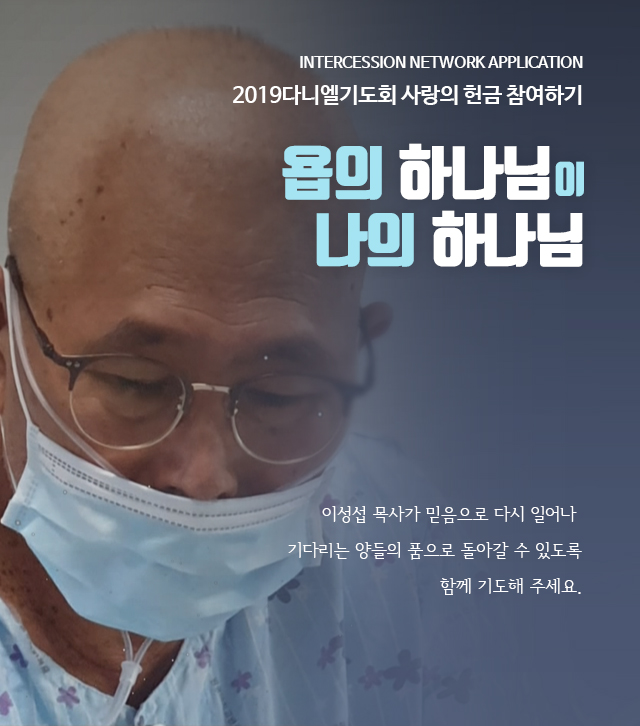 INTERCESSION NETWORK APPLICATION
2019다니엘기도회 사랑의 헌금 참여하기
욥의 하나님이
나의 하나님
이성섭 목사가 믿음으로 다시 일어나
기다리는 양들의 품으로 돌아갈 수 있도록
함께 기도해 주세요.